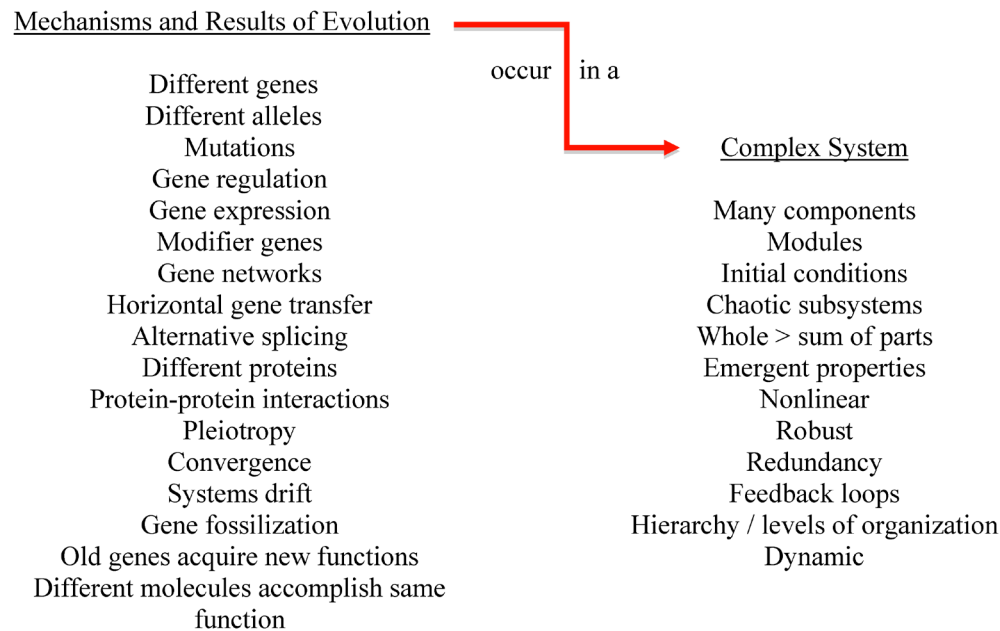 Mechanisms and Results of Evolution
Different genes
Different alleles
Mutations
Gene regulation
Gene expression
Modifier genes
Gene networks
Horizontal gene transfer
Alternative splicing
Different proteins
Protein-protein interactions
Pleiotropy
Convergence
Systems drift
Gene fossilization
Old genes acquire new functions
Different molecules accomplish same
function
occur in a
Complex System
Many components
Modules
Initial conditions
Chaotic subsystems
Whole > sum of parts
Emergent properties
Nonlinear
Robust
Redundancy
Feedback loops
Hierarchy / levels of organization
Dynamic